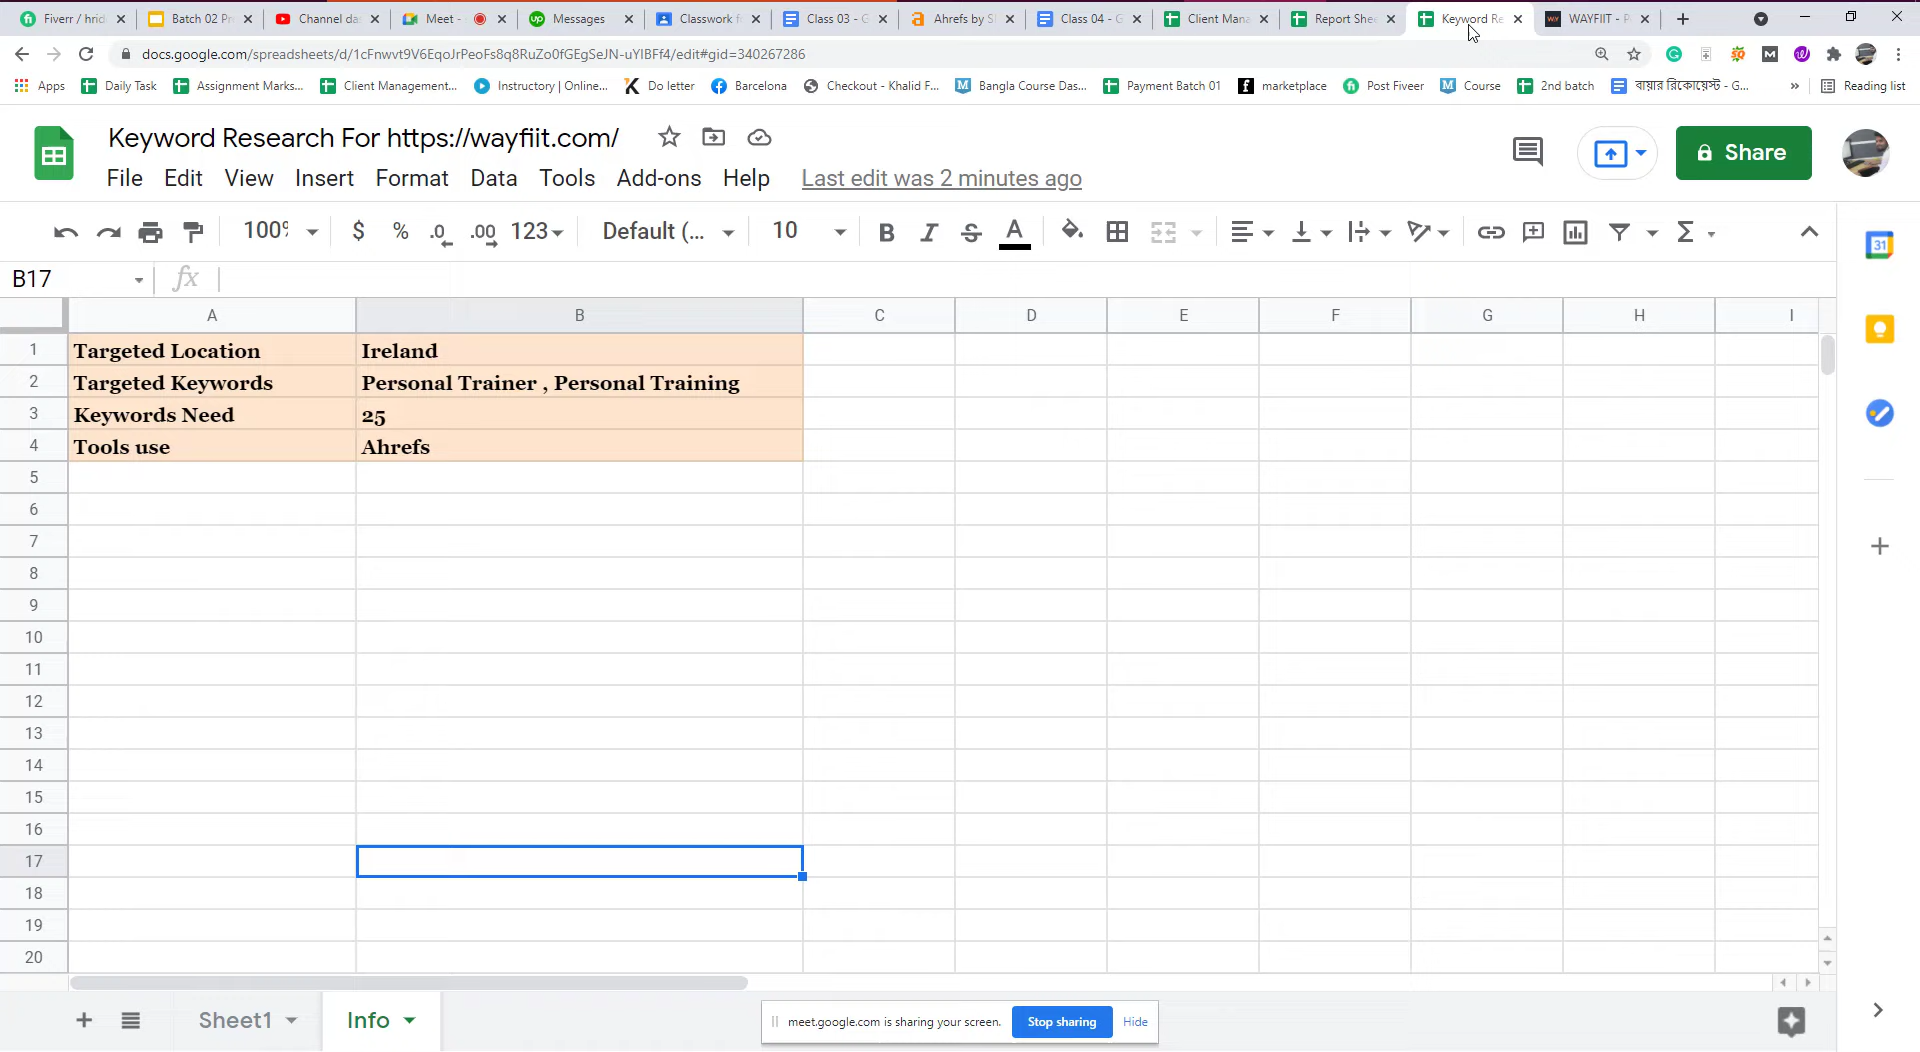 Fiverr / hrid
Batch 02 Pr
Channel da
Meet -
Messages
Classwork f
Class 03 - G
Ahrefs by S
Class 04 - G
Client Mana
Report Shee
Keyword Re
WAYFIIT - P
docs.google.com/spreadsheets/d/1cFnwvt9V6EqoJrPeoFs8q8RuZo0fGEgSeJN-uYIBFf4/edit#gid=340267286
Apps
Daily Task
Assignment Marks...
Client Management...
Instructory | Online...
Do letter
Barcelona
Checkout - Khalid F...
Bangla Course Das...
Payment Batch 01
marketplace
Post Fiveer
Course
2nd batch
বায়ার রিকোয়েস্ট - G...
Reading list
Keyword Research For https://wayfiit.com/
Share
File Edit View Insert Format Data Tools Add-ons Help Last edit was 2 minutes ago
100% $ % .0 .00 123 Default (... 10 B I S A
31
B17 fx
A B C D E F G H I
1 Targeted Location Ireland
2 Targeted Keywords Personal Trainer , Personal Training
3 Keywords Need 25
4 Tools use Ahrefs
5
6
7
8
9
10
11
12
13
14
15
16
17
18
19
20
Sheet1 Info
meet.google.com is sharing your screen. Stop sharing Hide